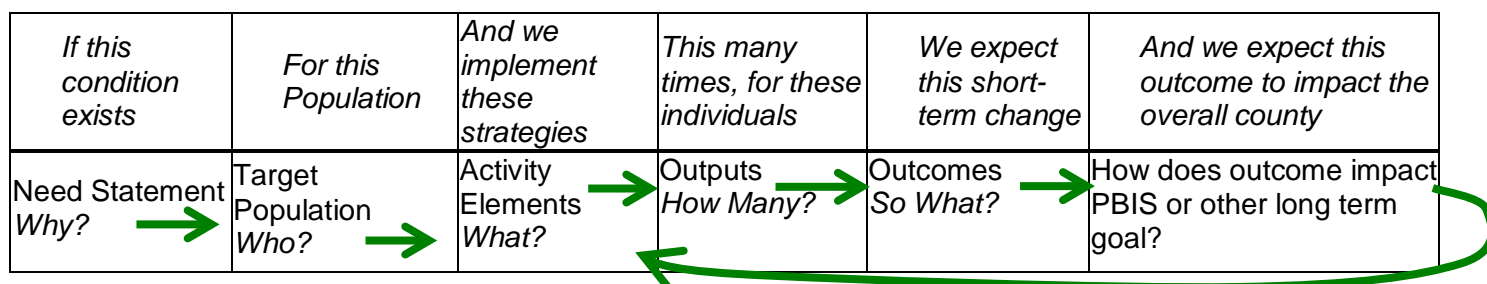 If this
condition
exists
For this
Population
And we
implement
these
strategies
This many
times, for these
individuals
We expect
this short-
term change
And we expect this
outcome to impact the
overall county
Need Statement
Why?
Target
Population
Who?
Activity
Elements
What?
Outputs
How Many?
Outcomes
So What?
How does outcome impact
PBIS or other long term
goal?